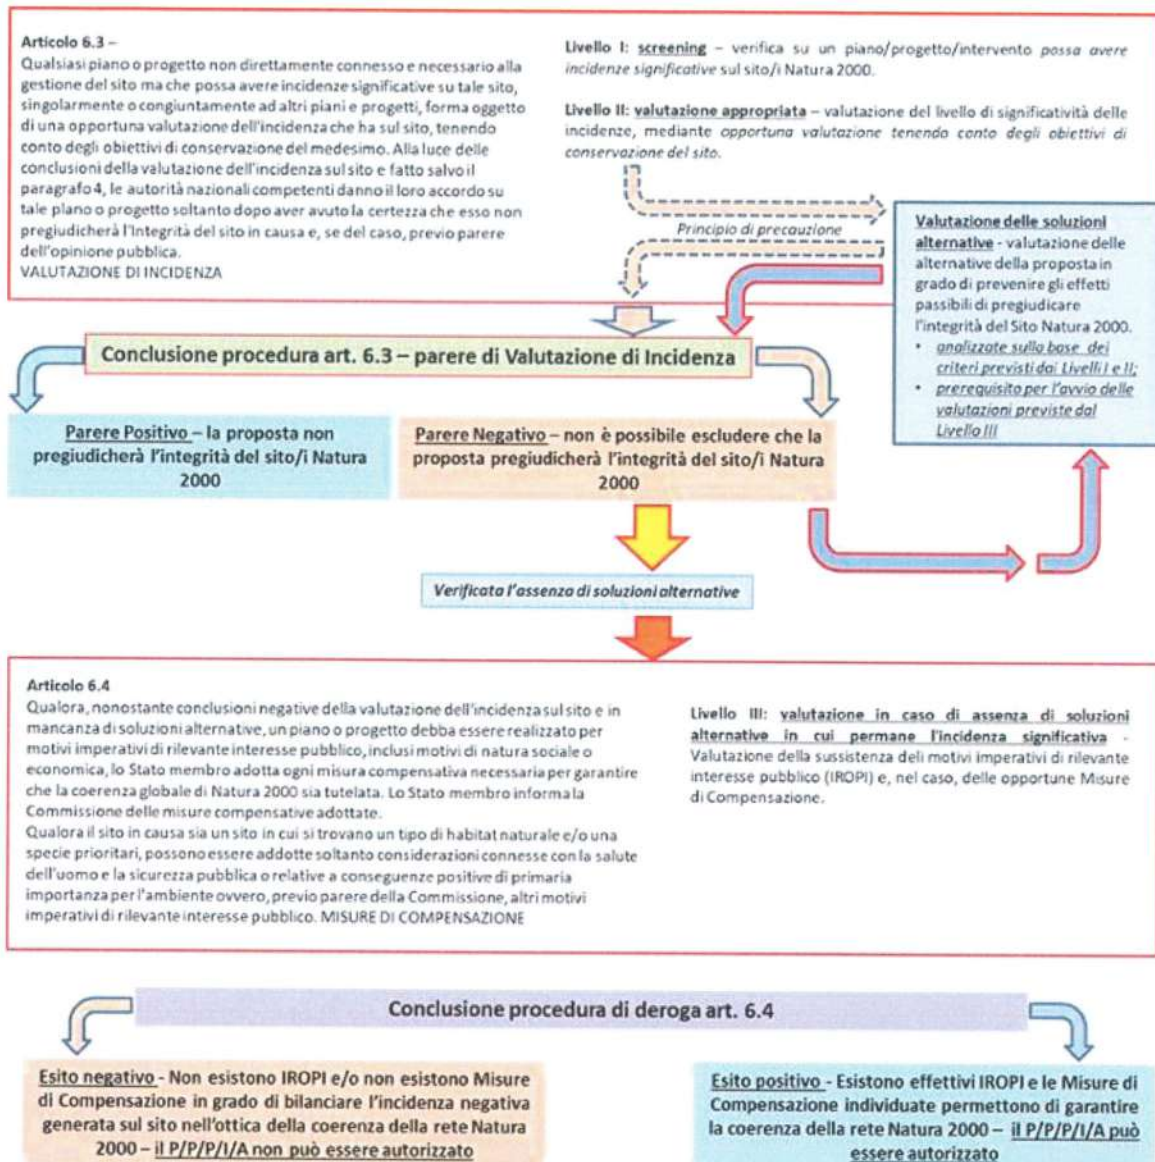 Articolo 6.3 –
Qualsiasi piano o progetto non direttamente connesso e necessario alla
gestione del sito ma che possa avere incidenze significative su tale sito,
singolarmente o congiuntamente ad altri piani e progetti, forma oggetto
di una opportuna valutazione dell'incidenza che ha sul sito, tenendo
conto degli obiettivi di conservazione del medesimo. Alla luce delle
conclusioni della valutazione dell'incidenza sul sito e fatto salvo il
paragrafo 4, le autorità nazionali competenti danno il loro accordo su
tale piano o progetto soltanto dopo aver avuto la certezza che esso non
pregiudicherà l'integrità del sito in causa e, se del caso, previo parere
dell'opinione pubblica.
VALUTAZIONE DI INCIDENZA
Livello I: screening – verifica su un piano/progetto/intervento possa avere
incidenze significative sul sito/i Natura 2000.
Livello II: valutazione appropriata – valutazione del livello di significatività delle
incidenze, mediante opportuna valutazione tenendo conto degli obiettivi di
conservazione del sito.
Principio di precauzione
Valutazione delle soluzioni
alternative - valutazione delle
alternative della proposta in
grado di prevenire gli effetti
passibili di pregiudicare
l'integrità del Sito Natura 2000.
• analizzate sulla base dei
criteri previsti dai Livelli I e II;
• prerequisito per l'avvio delle
valutazioni previste dal
Livello III
Conclusione procedura art. 6.3 – parere di Valutazione di Incidenza
Parere Positivo – la proposta non
pregiudicherà l'integrità del sito/i Natura
2000
Parere Negativo – non è possibile escludere che la
proposta pregiudicherà l'integrità del sito/i Natura
2000
Verificata l'assenza di soluzioni alternative
Articolo 6.4
Qualora, nonostante conclusioni negative della valutazione dell'incidenza sul sito e in
mancanza di soluzioni alternative, un piano o progetto debba essere realizzato per
motivi imperativi di rilevante interesse pubblico, inclusi motivi di natura sociale o
economica, lo Stato membro adotta ogni misura compensativa necessaria per garantire
che la coerenza globale di Natura 2000 sia tutelata. Lo Stato membro informa la
Commissione delle misure compensative adottate.
Qualora il sito in causa sia un sito in cui si trovano un tipo di habitat naturale e/o una
specie prioritari, possono essere addotte soltanto considerazioni connesse con la salute
dell'uomo e la sicurezza pubblica o relative a conseguenze positive di primaria
importanza per l'ambiente ovvero, previo parere della Commissione, altri motivi
imperativi di rilevante interesse pubblico. MISURE DI COMPENSAZIONE
Livello III: valutazione in caso di assenza di soluzioni
alternative in cui permane l'incidenza significativa -
Valutazione della sussistenza deli motivi imperativi di rilevante
interesse pubblico (IROPI) e, nel caso, delle opportune Misure
di Compensazione.
Conclusione procedura di deroga art. 6.4
Esito negativo - Non esistono IROPI e/o non esistono Misure
di Compensazione in grado di bilanciare l'incidenza negativa
generata sul sito nell'ottica della coerenza della rete Natura
2000 – il P/P/P/I/A non può essere autorizzato
Esito positivo - Esistono effettivi IROPI e le Misure di
Compensazione individuate permettono di garantire
la coerenza della rete Natura 2000 – il P/P/P/I/A può
essere autorizzato